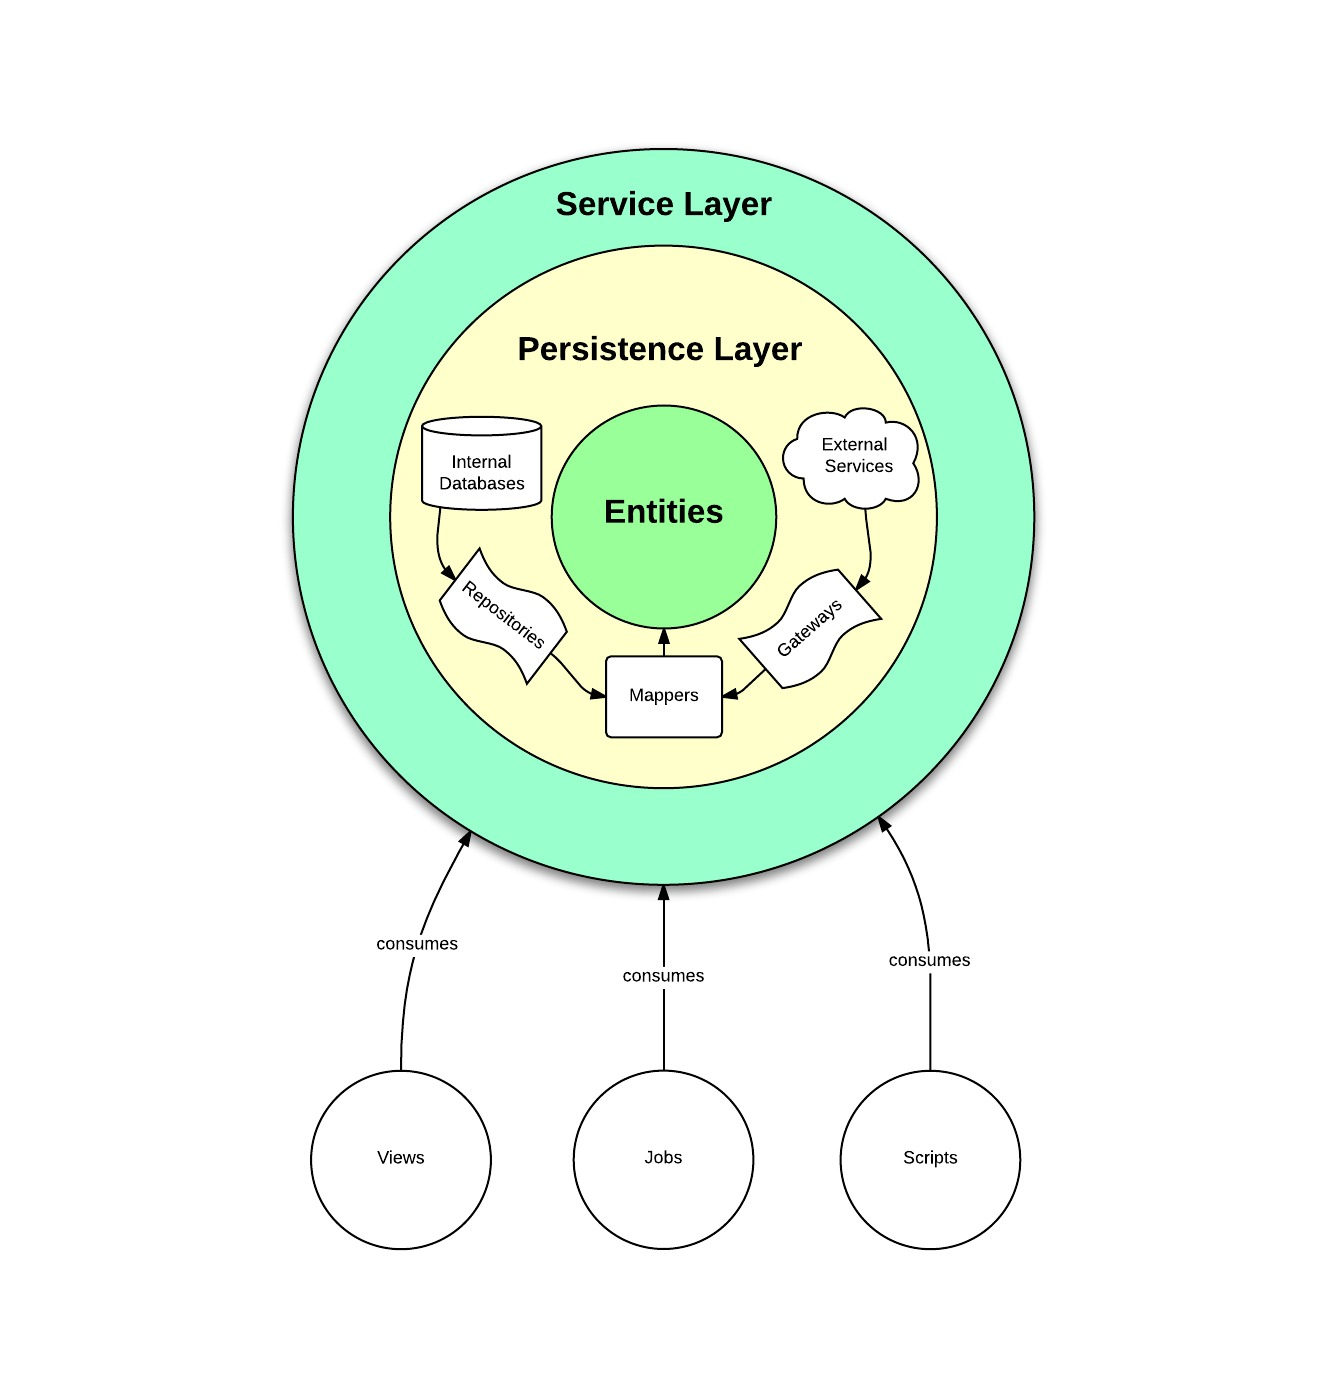 Service Layer
Persistence Layer
Internal
Databases
External
Services
Entities
Repositories
Gateways
Mappers
consumes
consumes
consumes
Views
Jobs
Scripts